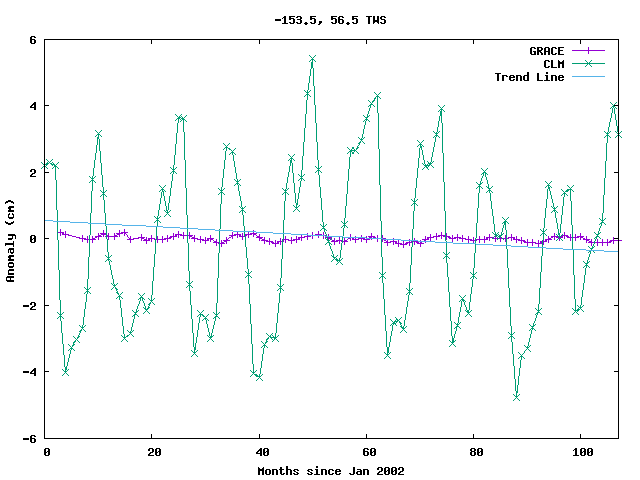 -153.5, 56.5 TWS
GRACE
CLM
Trend Line
6
4
2
0
-2
-4
-6
Anomaly (cm)
0 20 40 60 80 100
Months since Jan 2002